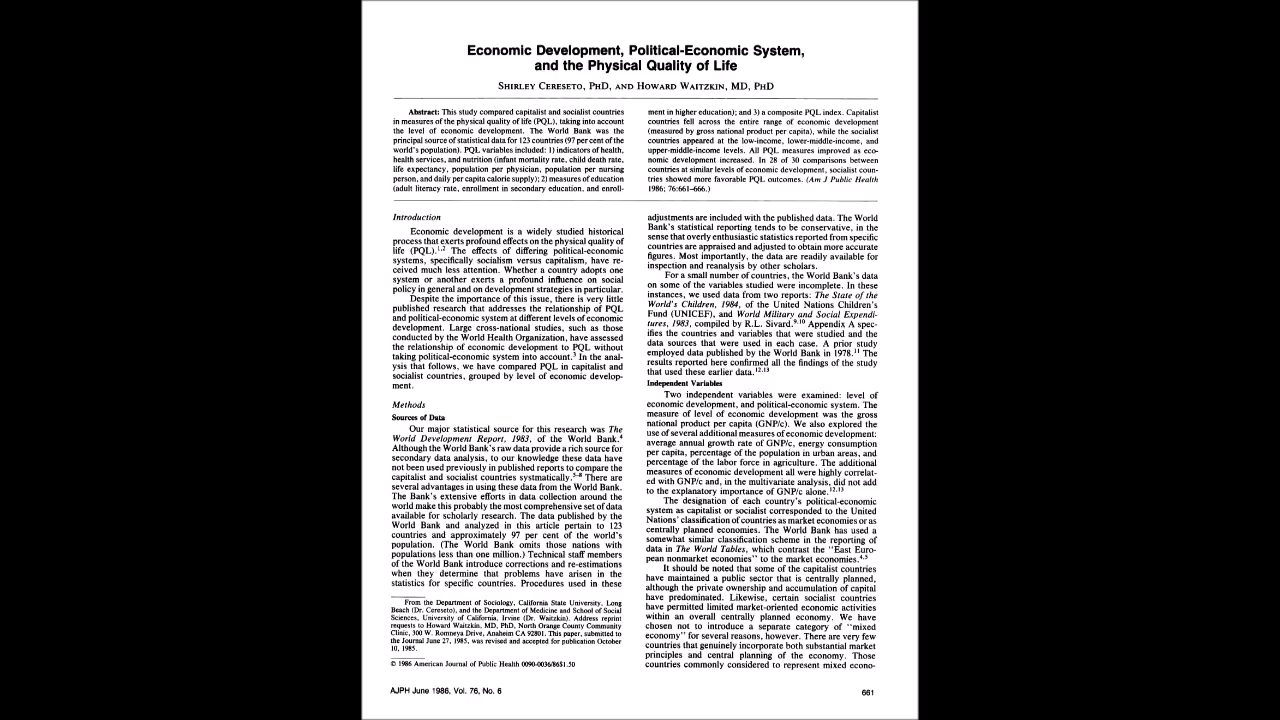 Economic Development, Political-Economic System,
and the Physical Quality of Life
SHIRLEY CERESETO, PHD, AND HOWARD WAITZKIN, MD, PHD
Abstract: This study compared capitalist and socialist countries
in measures of the physical quality of life (PQL), taking into account
the level of economic development. The World Bank was the
principal source of statistical data for 123 countries (97 per cent of the
world's population). PQL variables included: 1) indicators of health,
health services, and nutrition (infant mortality rate, child death rate,
life expectancy, population per physician, population per nursing
person, and daily per capita calorie supply); 2) measures of education
(adult literacy rate, enrollment in secondary education, and enroll-
ment in higher education); and 3) a composite PQL index. Capitalist
countries fell across the entire range of economic development
(measured by gross national product per capita), while the socialist
countries appeared at the low-income, lower-middle-income, and
upper-middle-income levels. All PQL measures improved as eco-
nomic development increased. In 28 of 30 comparisons between
countries at similar levels of economic development, socialist coun-
tries showed more favorable PQL outcomes. (Am J Public Health
1986; 76:661–666.)
Introduction
Economic development is a widely studied historical
process that exerts profound effects on the physical quality of
life (PQL).1,2 The effects of differing political-economic
systems, specifically socialism versus capitalism, have re-
ceived much less attention. Whether a country adopts one
system or another exerts a profound influence on social
policy in general and on development strategies in particular.
Despite the importance of this issue, there is very little
published research that addresses the relationship of PQL
and political-economic system at different levels of economic
development. Large cross-national studies, such as those
conducted by the World Health Organization, have assessed
the relationship of economic development to PQL without
taking political-economic system into account.3 In the anal-
ysis that follows, we have compared PQL in capitalist and
socialist countries, grouped by level of economic develop-
ment.
Methods
Sources of Data
Our major statistical source for this research was The
World Development Report, 1983, of the World Bank.4
Although the World Bank's raw data provide a rich source for
secondary data analysis, to our knowledge these data have
not been used previously in published reports to compare the
capitalist and socialist countries systmatically.5–8 There are
several advantages in using these data from the World Bank.
The Bank's extensive efforts in data collection around the
world make this probably the most comprehensive set of data
available for scholarly research. The data published by the
World Bank and analyzed in this article pertain to 123
countries and approximately 97 per cent of the world's
population. (The World Bank omits those nations with
populations less than one million.) Technical staff members
of the World Bank introduce corrections and re-estimations
when they determine that problems have arisen in the
statistics for specific countries. Procedures used in these
From the Department of Sociology, California State University, Long
Beach (Dr. Cereseto), and the Department of Medicine and School of Social
Sciences, University of California, Irvine (Dr. Waitzkin). Address reprint
requests to Howard Waitzkin, MD, PhD, North Orange County Community
Clinic, 300 W. Romneya Drive, Anaheim CA 92801. This paper, submitted to
the Journal June 27, 1985, was revised and accepted for publication October
10, 1985.
© 1986 American Journal of Public Health 0090-0036/86$1.50
adjustments are included with the published data. The World
Bank's statistical reporting tends to be conservative, in the
sense that overly enthusiastic statistics reported from specific
countries are appraised and adjusted to obtain more accurate
figures. Most importantly, the data are readily available for
inspection and reanalysis by other scholars.
For a small number of countries, the World Bank's data
on some of the variables studied were incomplete. In these
instances, we used data from two reports: The State of the
World's Children, 1984, of the United Nations Children's
Fund (UNICEF), and World Military and Social Expendi-
tures, 1983, compiled by R.L. Sivard.9,10 Appendix A spec-
ifies the countries and variables that were studied and the
data sources that were used in each case. A prior study
employed data published by the World Bank in 1978.11 The
results reported here confirmed all the findings of the study
that used these earlier data.12,13
Independent Variables
Two independent variables were examined: level of
economic development, and political-economic system. The
measure of level of economic development was the gross
national product per capita (GNP/c). We also explored the
use of several additional measures of economic development:
average annual growth rate of GNP/c, energy consumption
per capita, percentage of the population in urban areas, and
percentage of the labor force in agriculture. The additional
measures of economic development all were highly correlat-
ed with GNP/c and, in the multivariate analysis, did not add
to the explanatory importance of GNP/c alone.12,13
The designation of each country's political-economic
system as capitalist or socialist corresponded to the United
Nations' classification of countries as market economies or as
centrally planned economies. The World Bank has used a
somewhat similar classification scheme in the reporting of
data in The World Tables, which contrast the "East Euro-
pean nonmarket economies" to the market economies.4,5
It should be noted that some of the capitalist countries
have maintained a public sector that is centrally planned,
although the private ownership and accumulation of capital
have predominated. Likewise, certain socialist countries
have permitted limited market-oriented economic activities
within an overall centrally planned economy. We have
chosen not to introduce a separate category of "mixed
economy" for several reasons, however. There are very few
countries that genuinely incorporate both substantial market
principles and central planning of the economy. Those
countries commonly considered to represent mixed econo-
AJPH June 1986, Vol. 76, No. 6
661